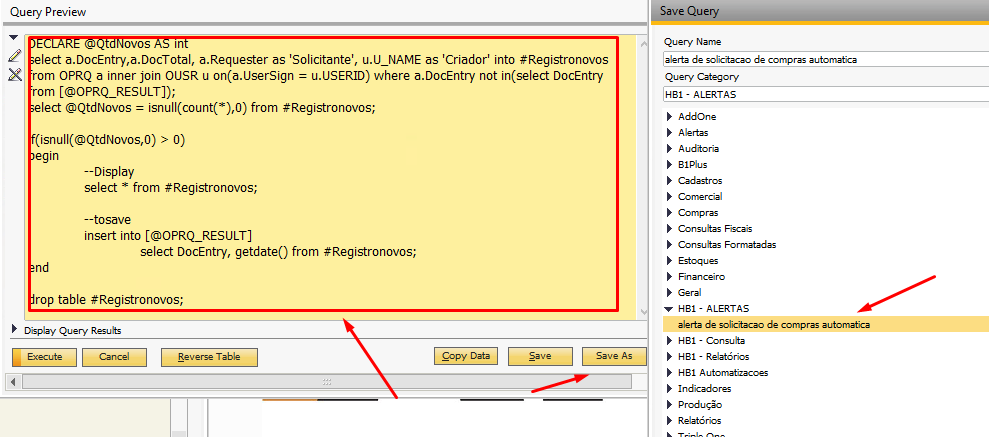 Query Preview
DECLARE @QtdNovos AS int
select a.DocEntry,a.DocTotal, a.Requester as 'Solicitante', u.U_NAME as 'Criador' into #Registronovos
from OPRQ a inner join OUSR u on(a.UserSign = u.USERID) where a.DocEntry not in(select DocEntry
from [@OPRQ_RESULT]);
select @QtdNovos = isnull(count(*),0) from #Registronovos;
if(isnull(@QtdNovos,0) > 0)
begin
--Display
select * from #Registronovos;
--tosave
insert into [@OPRQ_RESULT]
select DocEntry, getdate() from #Registronovos;
end
drop table #Registronovos;
Display Query Results
Execute
Cancel
Reverse Table
Copy Data
Save
Save As
Save Query
Query Name
alerta de solicitacao de compras automatica
Query Category
HB1 - ALERTAS
AddOne
Alertas
Auditoria
B1Plus
Cadastros
Comercial
Compras
Consultas Fiscais
Consultas Formatadas
Estoques
Financeiro
Geral
HB1 - ALERTAS
alerta de solicitacao de compras automatica
HB1 - Consulta
HB1 - Relatórios
HB1 Automatizacoes
Indicadores
Produção
Relatórios
Triple One